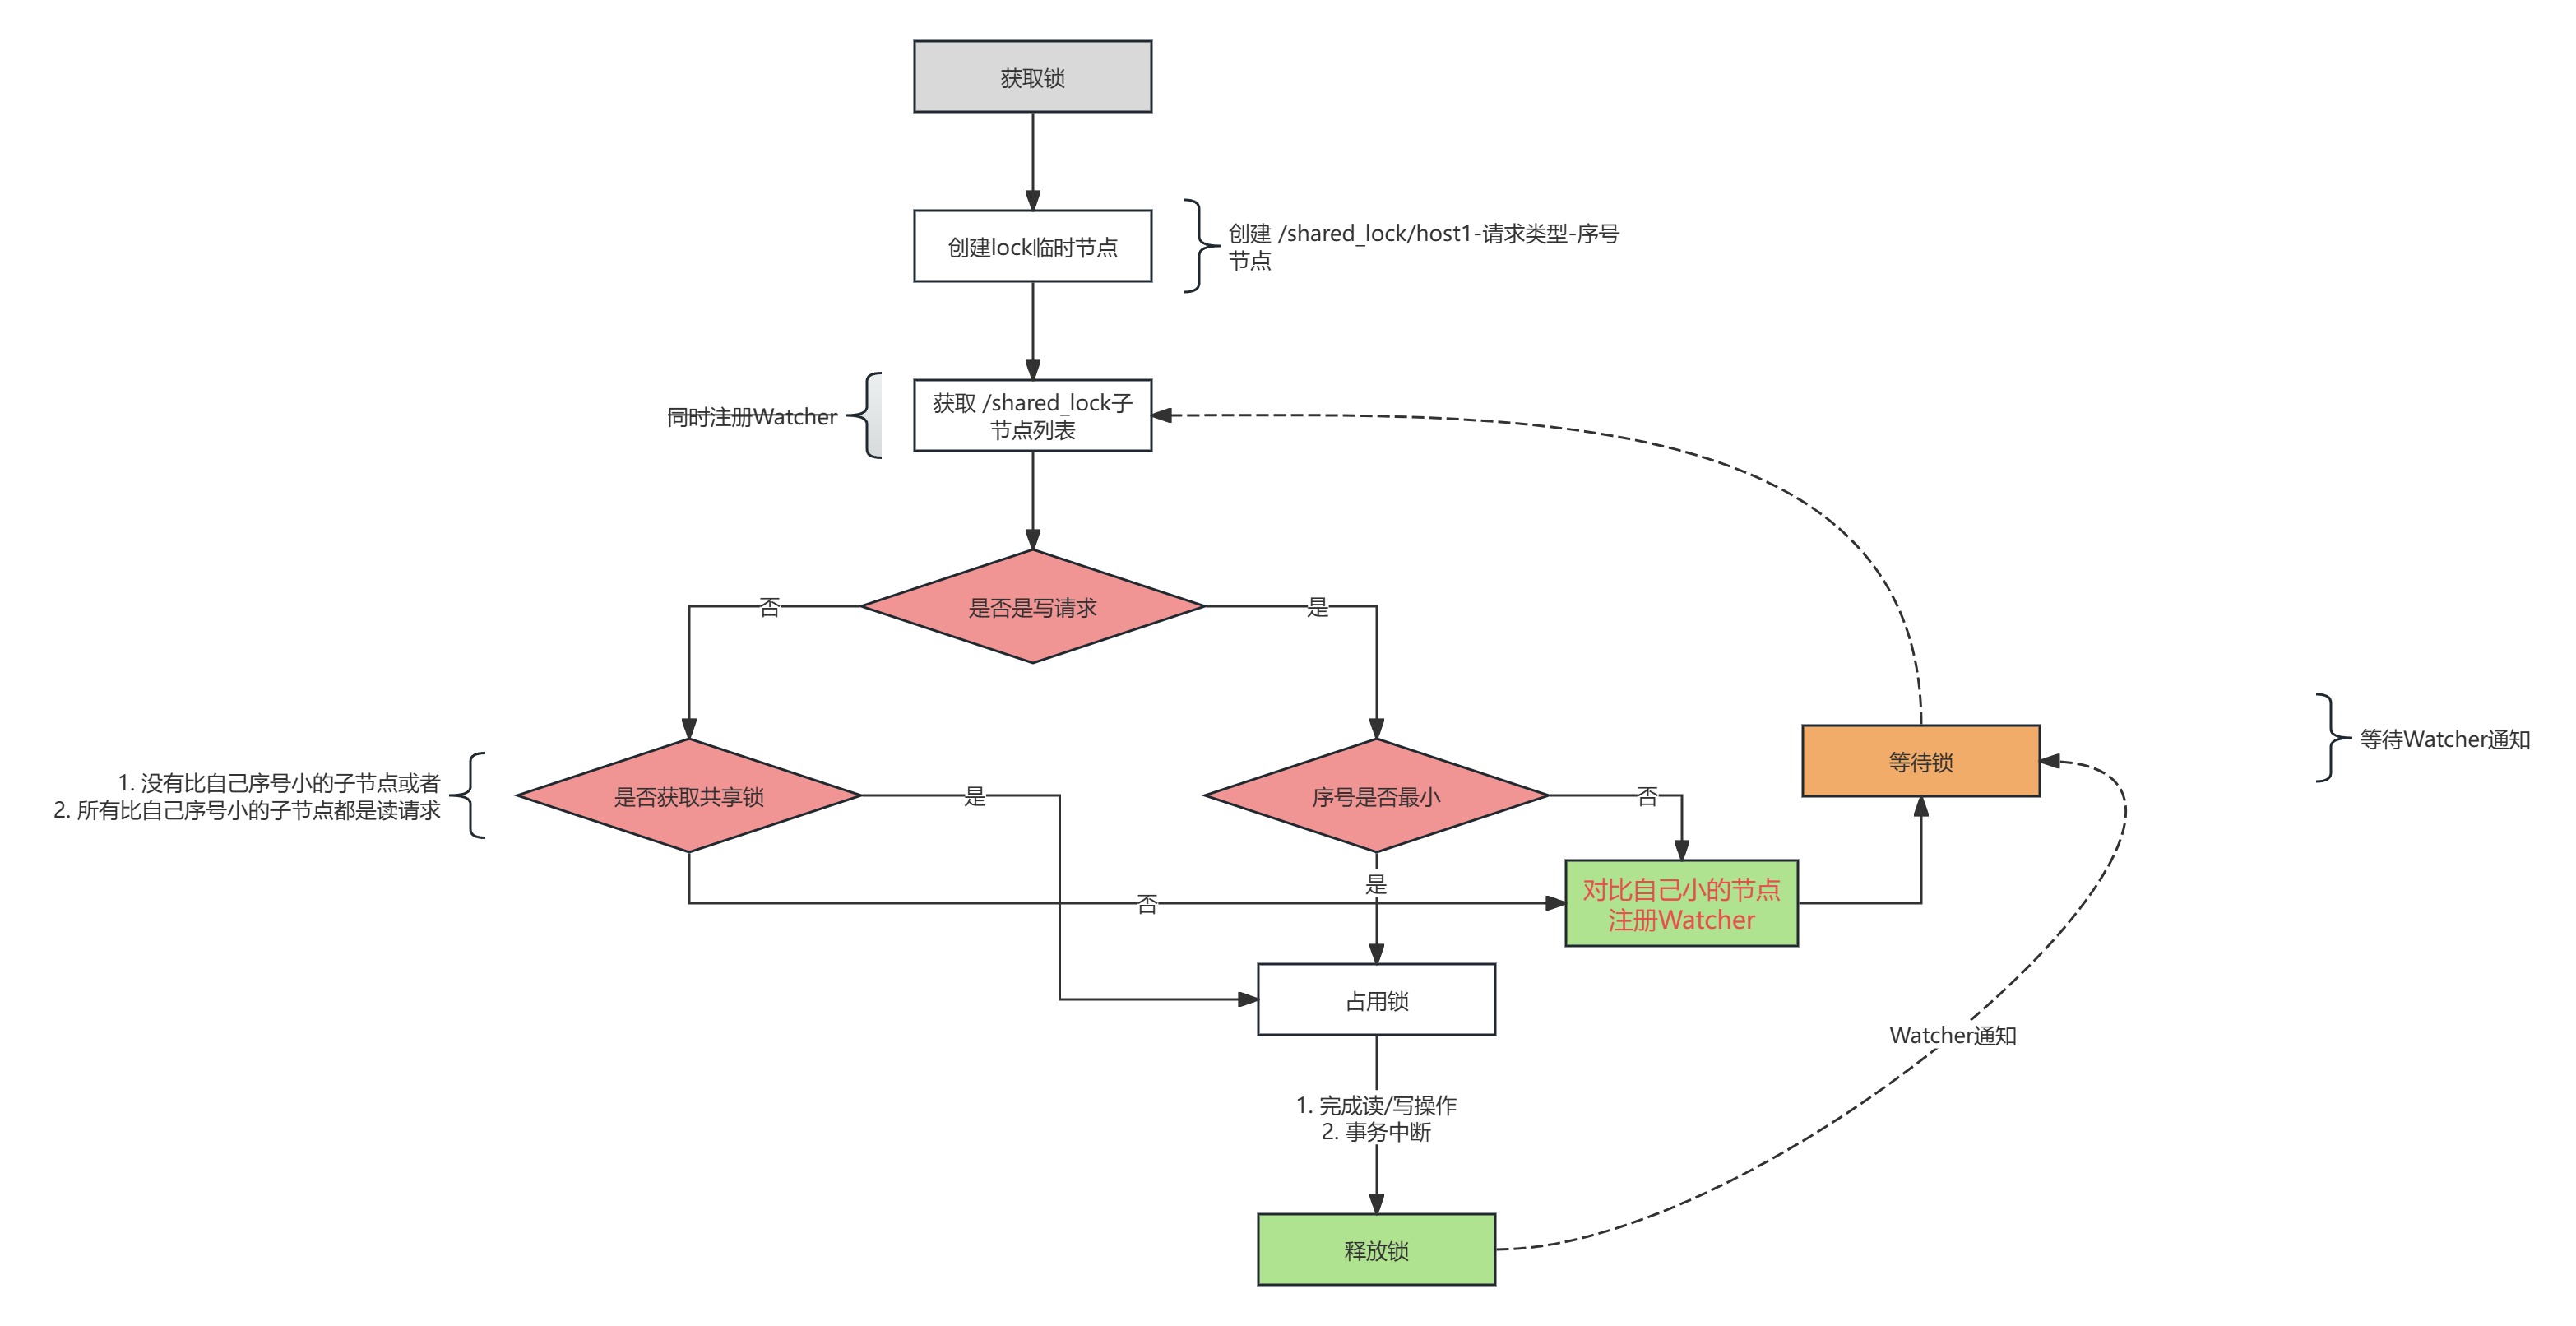 获取锁
创建lock临时节点
创建 /shared_lock/host1-请求类型-序号
节点
同时注册Watcher
获取 /shared_lock子
节点列表
是否是写请求
否
是
1. 没有比自己序号小的子节点或者
2. 所有比自己序号小的子节点都是读请求
是否获取共享锁
是
序号是否最小
否
等待锁
等待Watcher通知
是
否
对比自己小的节点
注册Watcher
占用锁
Watcher通知
1. 完成读/写操作
2. 事务中断
释放锁